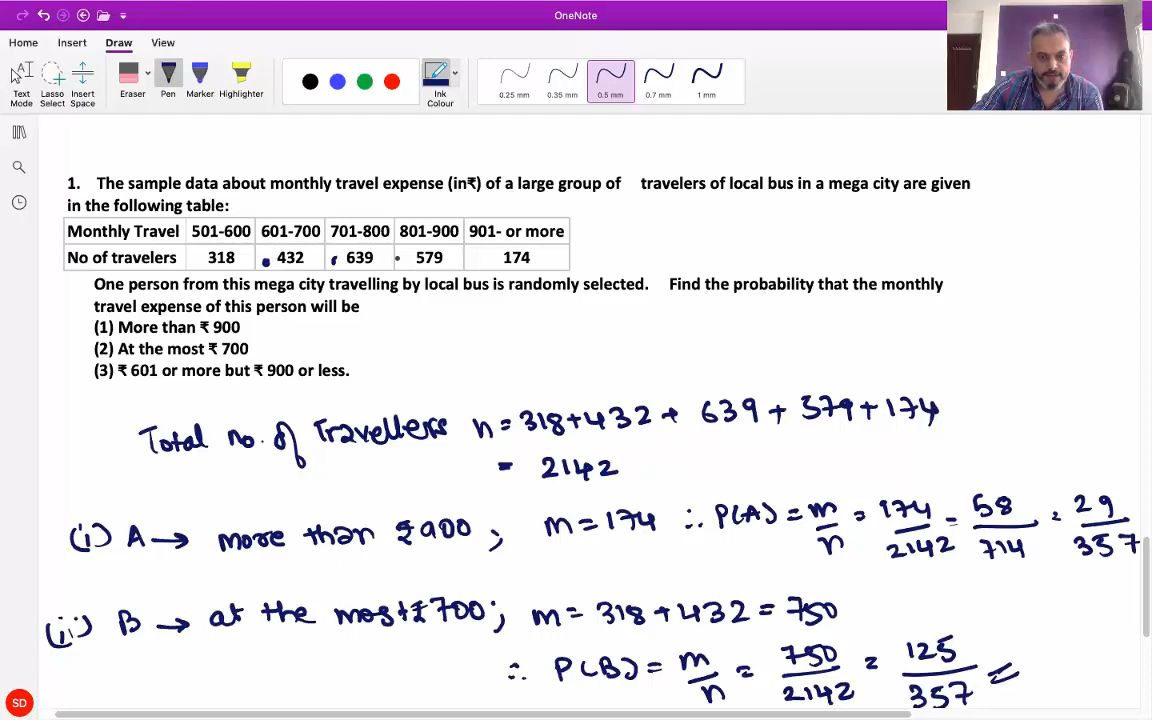 OneNote
Home Insert Draw View
Text Mode Lasso Select Insert Space Eraser Pen Marker Highlighter Ink Colour 0.25 mm 0.35 mm 0.5 mm 0.7 mm 1 mm
1. The sample data about monthly travel expense (in₹) of a large group of travelers of local bus in a mega city are given
in the following table:
Monthly Travel 501-600 601-700 701-800 801-900 901- or more
No of travelers 318 432 639 579 174
One person from this mega city travelling by local bus is randomly selected. Find the probability that the monthly
travel expense of this person will be
(1) More than ₹ 900
(2) At the most ₹ 700
(3) ₹ 601 or more but ₹ 900 or less.
Total no. of Travellers n = 318+432+ 639+579+174
= 2142
(i) A → more than ₹900 ; m = 174 ∴ P(A) = m/n = 174/2142 = 58/714 = 29/357
(ii) B → at the most ₹700 ; m = 318+432 = 750
∴ P(B) = m/n = 750/2142 = 125/357
SD